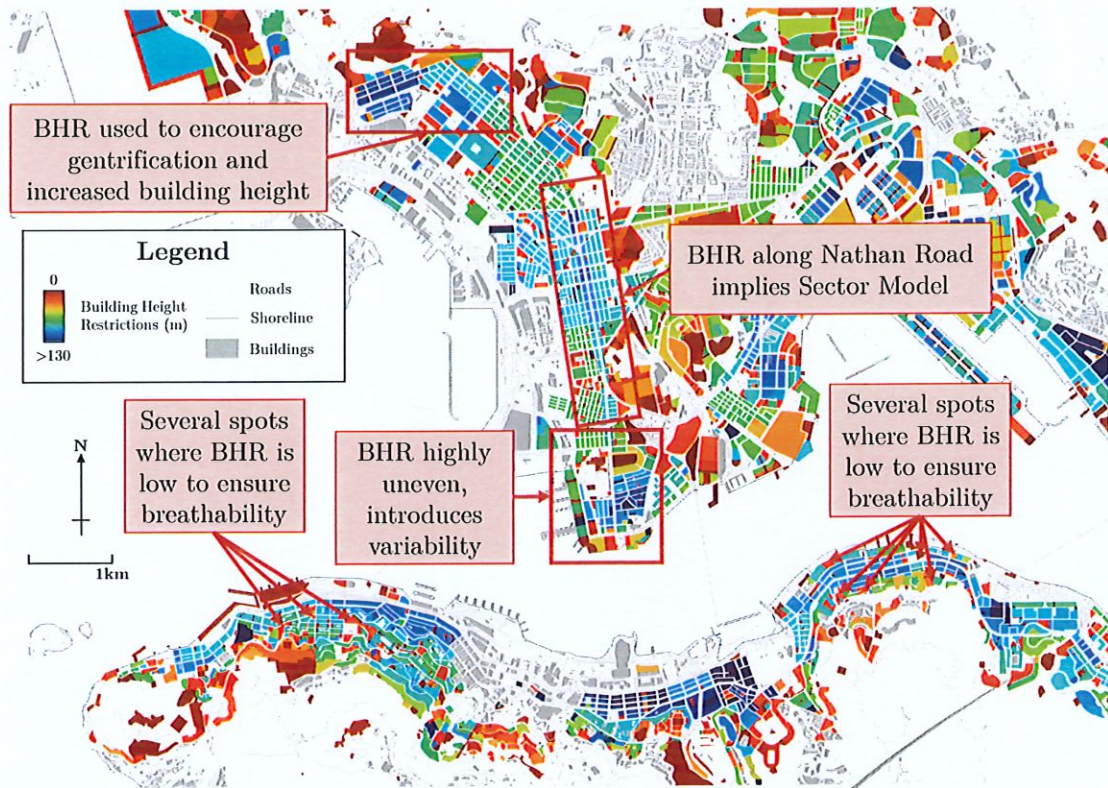 BHR used to encourage
gentrification and
increased building height
Legend
0
Building Height
Restrictions (m)
>130
Roads
Shoreline
Buildings
BHR along Nathan Road
implies Sector Model
Several spots
where BHR is
low to ensure
breathability
BHR highly
uneven,
introduces
variability
Several spots
where BHR is
low to ensure
breathability
N
1km